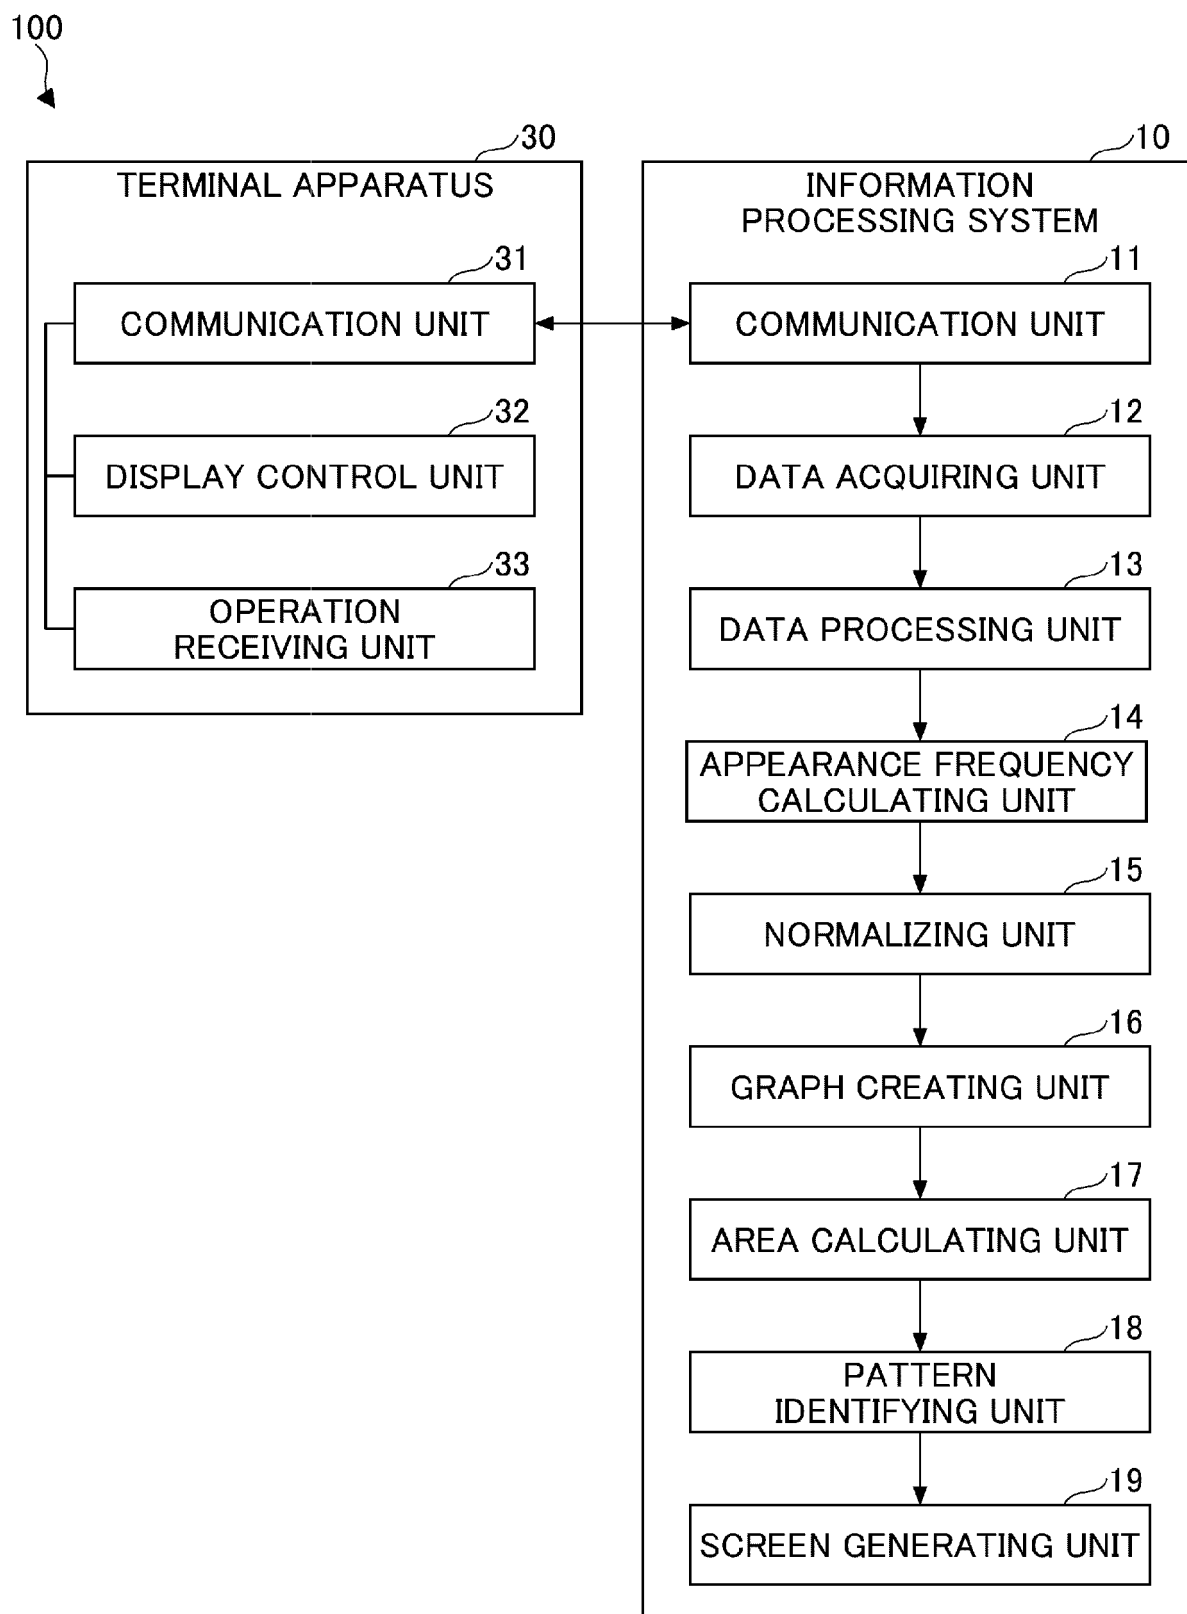 100
30
TERMINAL APPARATUS
31
COMMUNICATION UNIT
32
DISPLAY CONTROL UNIT
33
OPERATION
RECEIVING UNIT
10
INFORMATION
PROCESSING SYSTEM
11
COMMUNICATION UNIT
12
DATA ACQUIRING UNIT
13
DATA PROCESSING UNIT
14
APPEARANCE FREQUENCY
CALCULATING UNIT
15
NORMALIZING UNIT
16
GRAPH CREATING UNIT
17
AREA CALCULATING UNIT
18
PATTERN
IDENTIFYING UNIT
19
SCREEN GENERATING UNIT